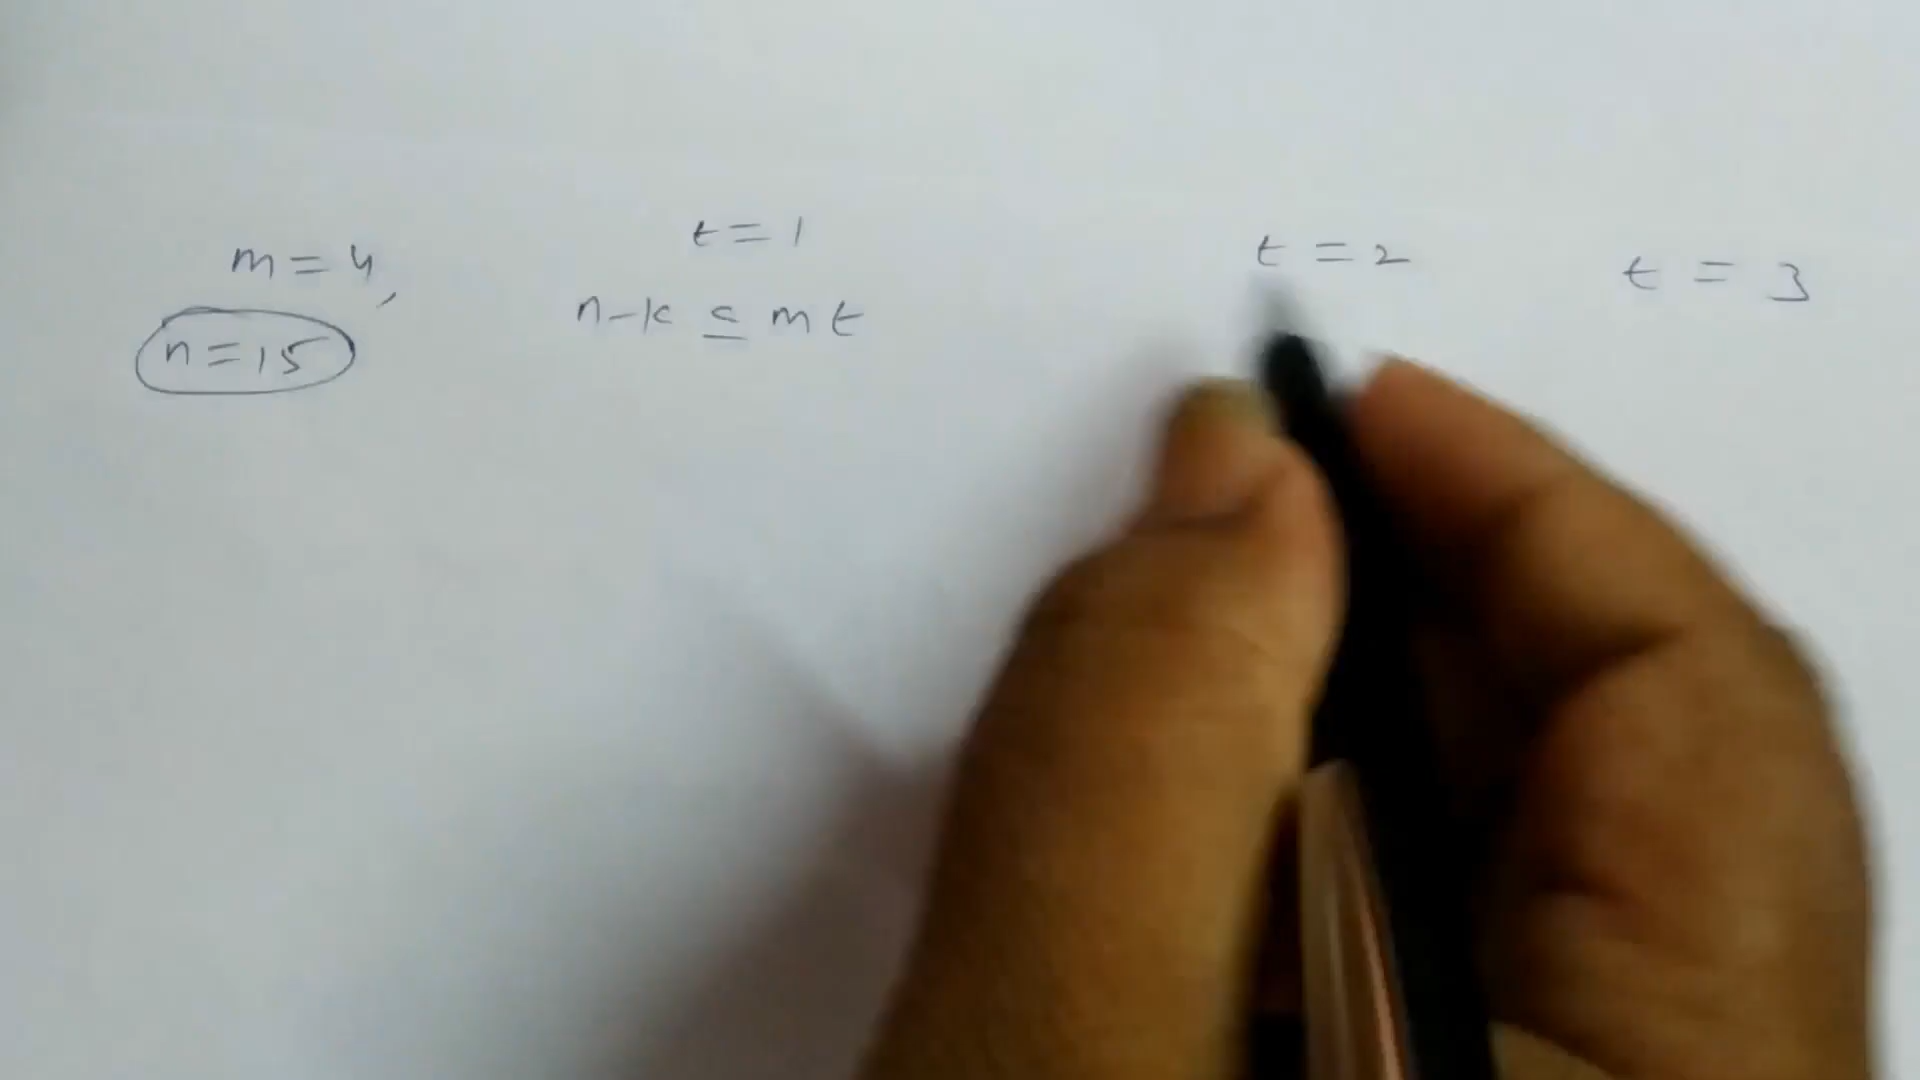 m = 4,
n = 15
t = 1
n-k ≤ mt
t = 2
t = 3